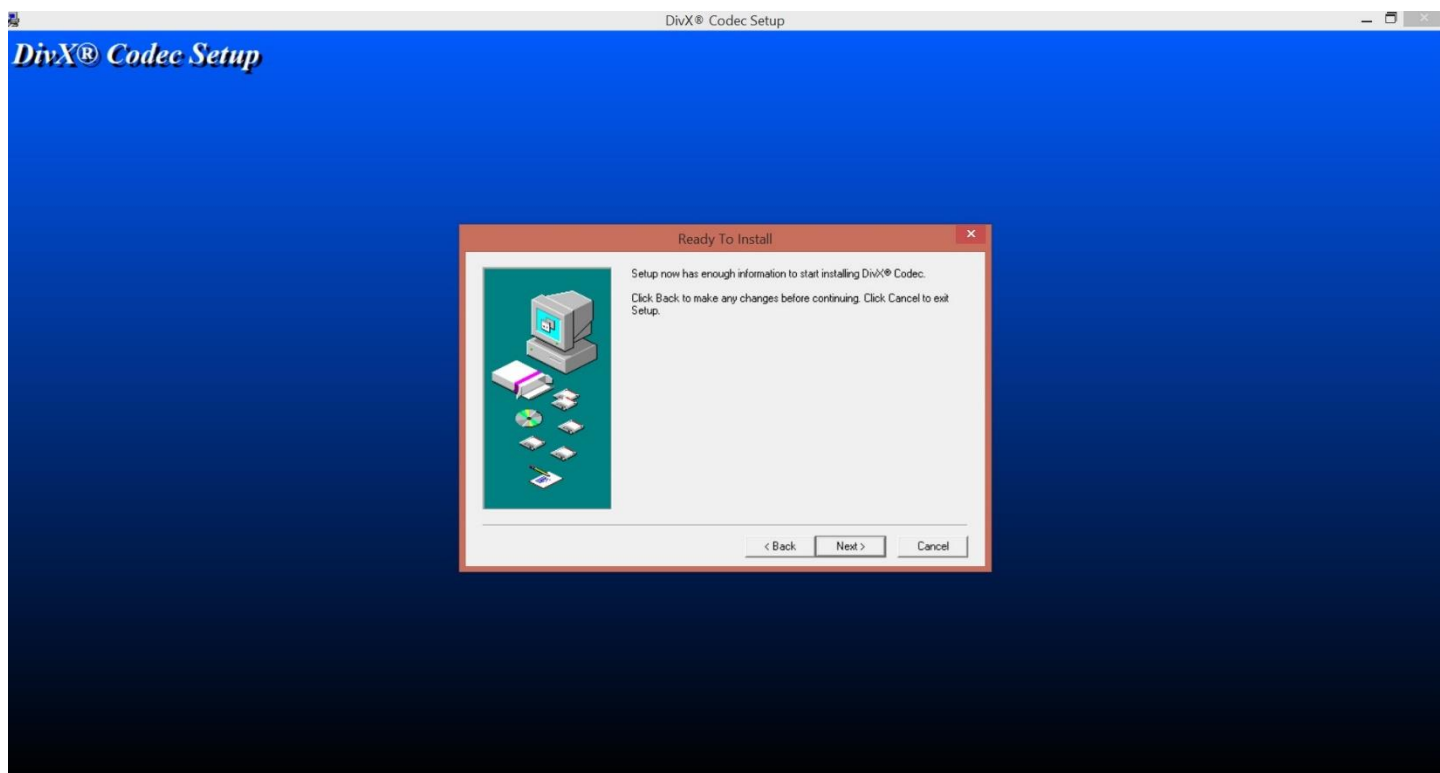 DivX® Codec Setup
DivX® Codec Setup
Ready To Install
Setup now has enough information to start installing DivX® Codec.
Click Back to make any changes before continuing. Click Cancel to exit
Setup.
< Back Next > Cancel